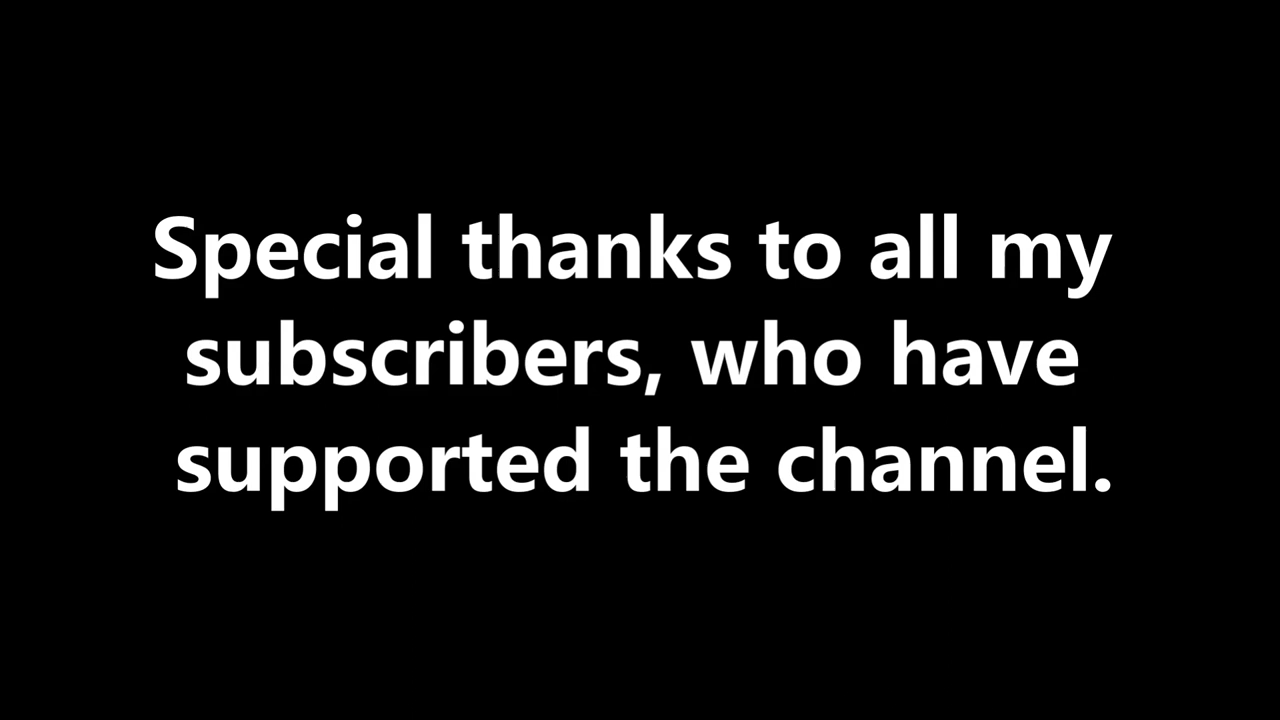 Special thanks to all my
subscribers, who have
supported the channel.